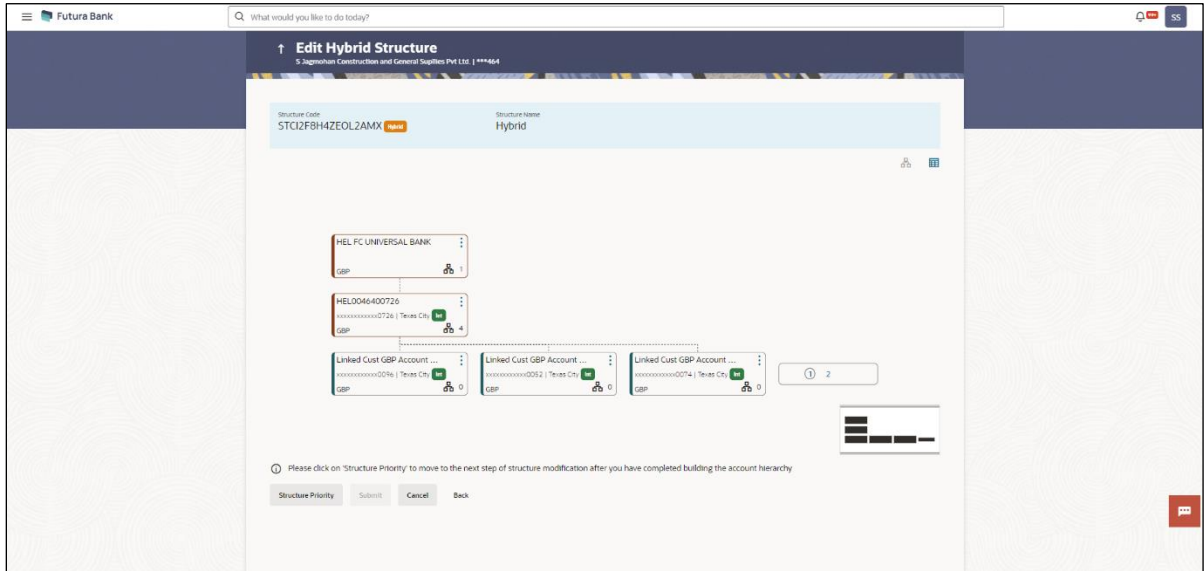 Futura Bank
What would you like to do today?
SS
↑ Edit Hybrid Structure
S Jagmohan Construction and General Suplies Pvt Ltd. | ***464
Structure Code
STCI2F8H4ZEOL2AMX Hybrid
Structure Name
Hybrid
HEL FC UNIVERSAL BANK
GBP 1
HEL0046400726
xxxxxxxxxxxx0726 | Texas City Int
GBP 4
Linked Cust GBP Account ...
xxxxxxxxxxxx0096 | Texas City Int
GBP 0
Linked Cust GBP Account ...
xxxxxxxxxxxx0052 | Texas City Int
GBP 0
Linked Cust GBP Account ...
xxxxxxxxxxxx0074 | Texas City Int
GBP 0
1 2
Please click on 'Structure Priority' to move to the next step of structure modification after you have completed building the account hierarchy
Structure Priority Submit Cancel Back